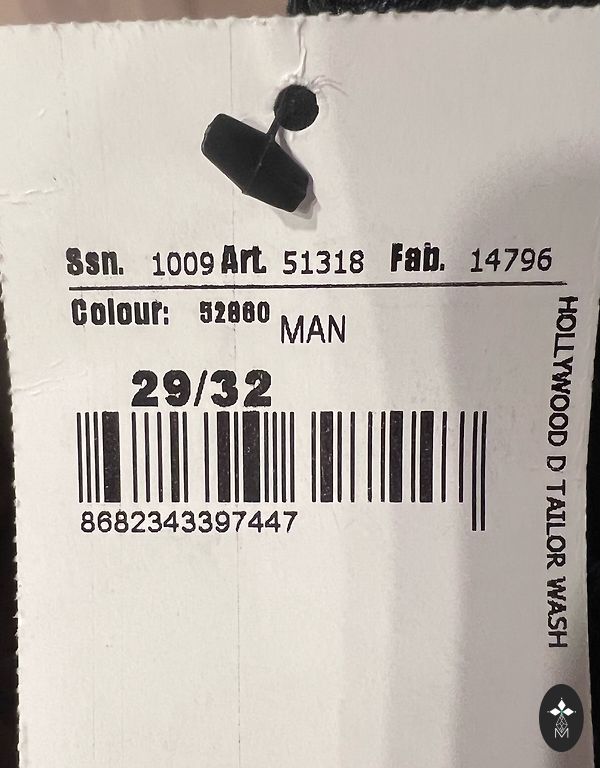 Ssn. 1009 Art. 51318 Fab. 14796
Colour: 52860 MAN
29/32
8682343397447
HOLLYWOOD D TAILOR WASH
M